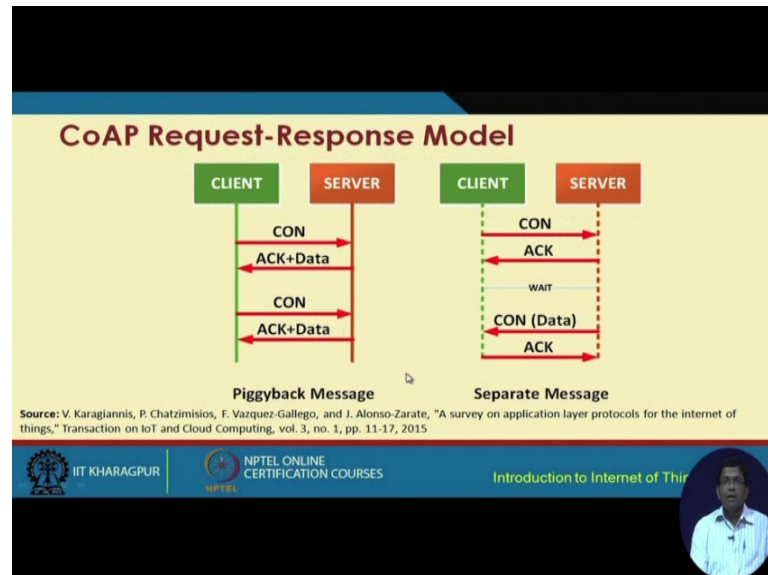 CoAP Request-Response Model
CLIENT
SERVER
CON
ACK+Data
CON
ACK+Data
Piggyback Message
CLIENT
SERVER
CON
ACK
WAIT
CON (Data)
ACK
Separate Message
Source: V. Karagiannis, P. Chatzimisios, F. Vazquez-Gallego, and J. Alonso-Zarate, "A survey on application layer protocols for the internet of
things," Transaction on IoT and Cloud Computing, vol. 3, no. 1, pp. 11-17, 2015
IIT KHARAGPUR
NPTEL
NPTEL ONLINE
CERTIFICATION COURSES
Introduction to Internet of Thin